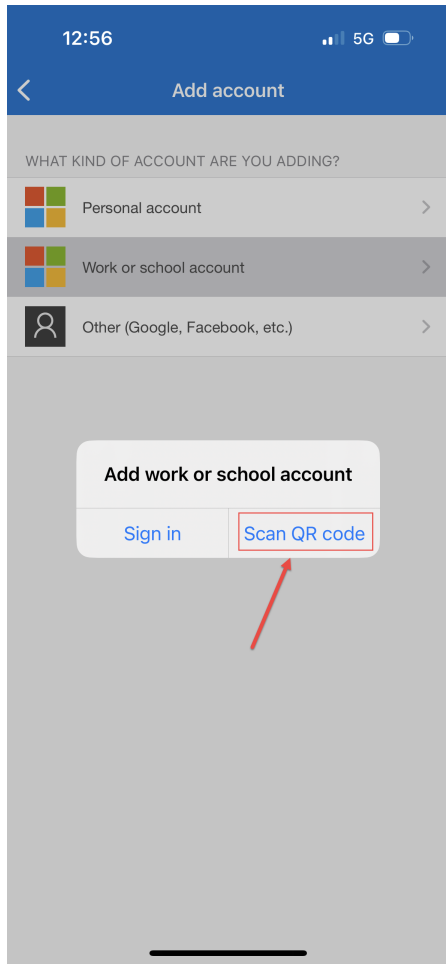 12:56 5G
Add account
WHAT KIND OF ACCOUNT ARE YOU ADDING?
Personal account
Work or school account
Other (Google, Facebook, etc.)
Add work or school account
Sign in Scan QR code